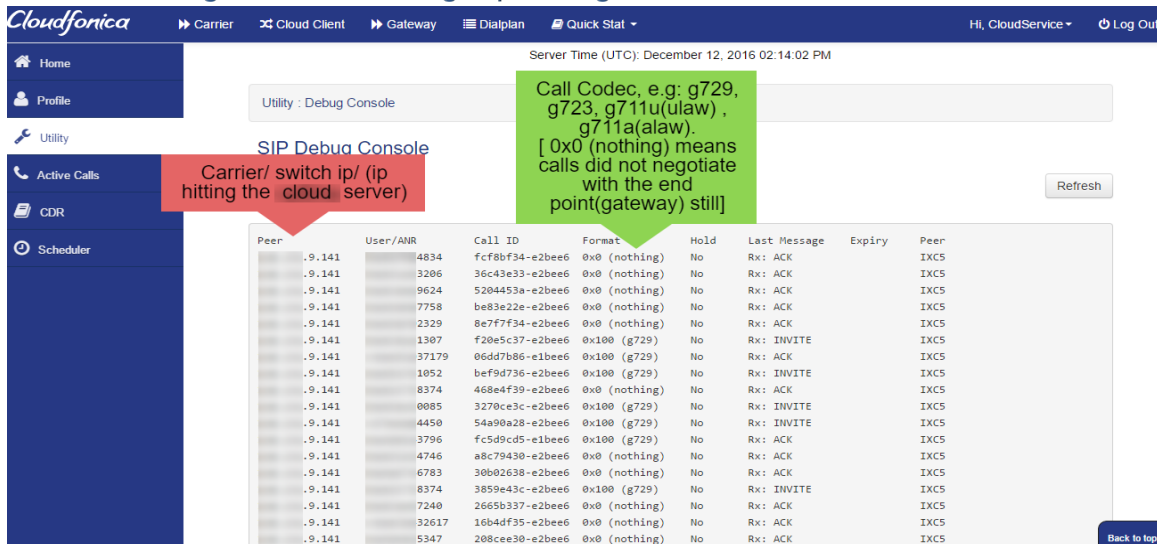 Cloudfonica Carrier Cloud Client Gateway Dialplan Quick Stat Hi, CloudService Log Out
Server Time (UTC): December 12, 2016 02:14:02 PM
Home
Profile
Utility
Active Calls
CDR
Scheduler
Utility : Debug Console
SIP Debug Console
Carrier/ switch ip/ (ip
hitting the cloud server)
Call Codec, e.g: g729,
g723, g711u(ulaw) ,
g711a(alaw).
[ 0x0 (nothing) means
calls did not negotiate
with the end
point(gateway) still]
Refresh
Peer User/ANR Call ID Format Hold Last Message Expiry Peer
.9.141 4834 fcf8bf34-e2bee6 0x0 (nothing) No Rx: ACK IXC5
.9.141 3206 36c43e33-e2bee6 0x0 (nothing) No Rx: ACK IXC5
.9.141 9624 5204453a-e2bee6 0x0 (nothing) No Rx: ACK IXC5
.9.141 7758 be83e22e-e2bee6 0x0 (nothing) No Rx: ACK IXC5
.9.141 2329 8e7f7f34-e2bee6 0x0 (nothing) No Rx: ACK IXC5
.9.141 1307 f20e5c37-e2bee6 0x100 (g729) No Rx: INVITE IXC5
.9.141 37179 06dd7b86-e1bee6 0x100 (g729) No Rx: ACK IXC5
.9.141 1052 bef9d736-e2bee6 0x100 (g729) No Rx: INVITE IXC5
.9.141 8374 468e4f39-e2bee6 0x0 (nothing) No Rx: ACK IXC5
.9.141 0085 3270ce3c-e2bee6 0x100 (g729) No Rx: INVITE IXC5
.9.141 4450 54a90a28-e2bee6 0x100 (g729) No Rx: INVITE IXC5
.9.141 3796 fc5d9cd5-e1bee6 0x100 (g729) No Rx: ACK IXC5
.9.141 4746 a8c79430-e2bee6 0x0 (nothing) No Rx: ACK IXC5
.9.141 6783 30b02638-e2bee6 0x0 (nothing) No Rx: ACK IXC5
.9.141 8374 3859e43c-e2bee6 0x100 (g729) No Rx: INVITE IXC5
.9.141 7240 2665b337-e2bee6 0x0 (nothing) No Rx: ACK IXC5
.9.141 32617 16b4df35-e2bee6 0x0 (nothing) No Rx: ACK IXC5
.9.141 5347 208cee30-e2bee6 0x0 (nothing) No Rx: ACK IXC5
Back to top